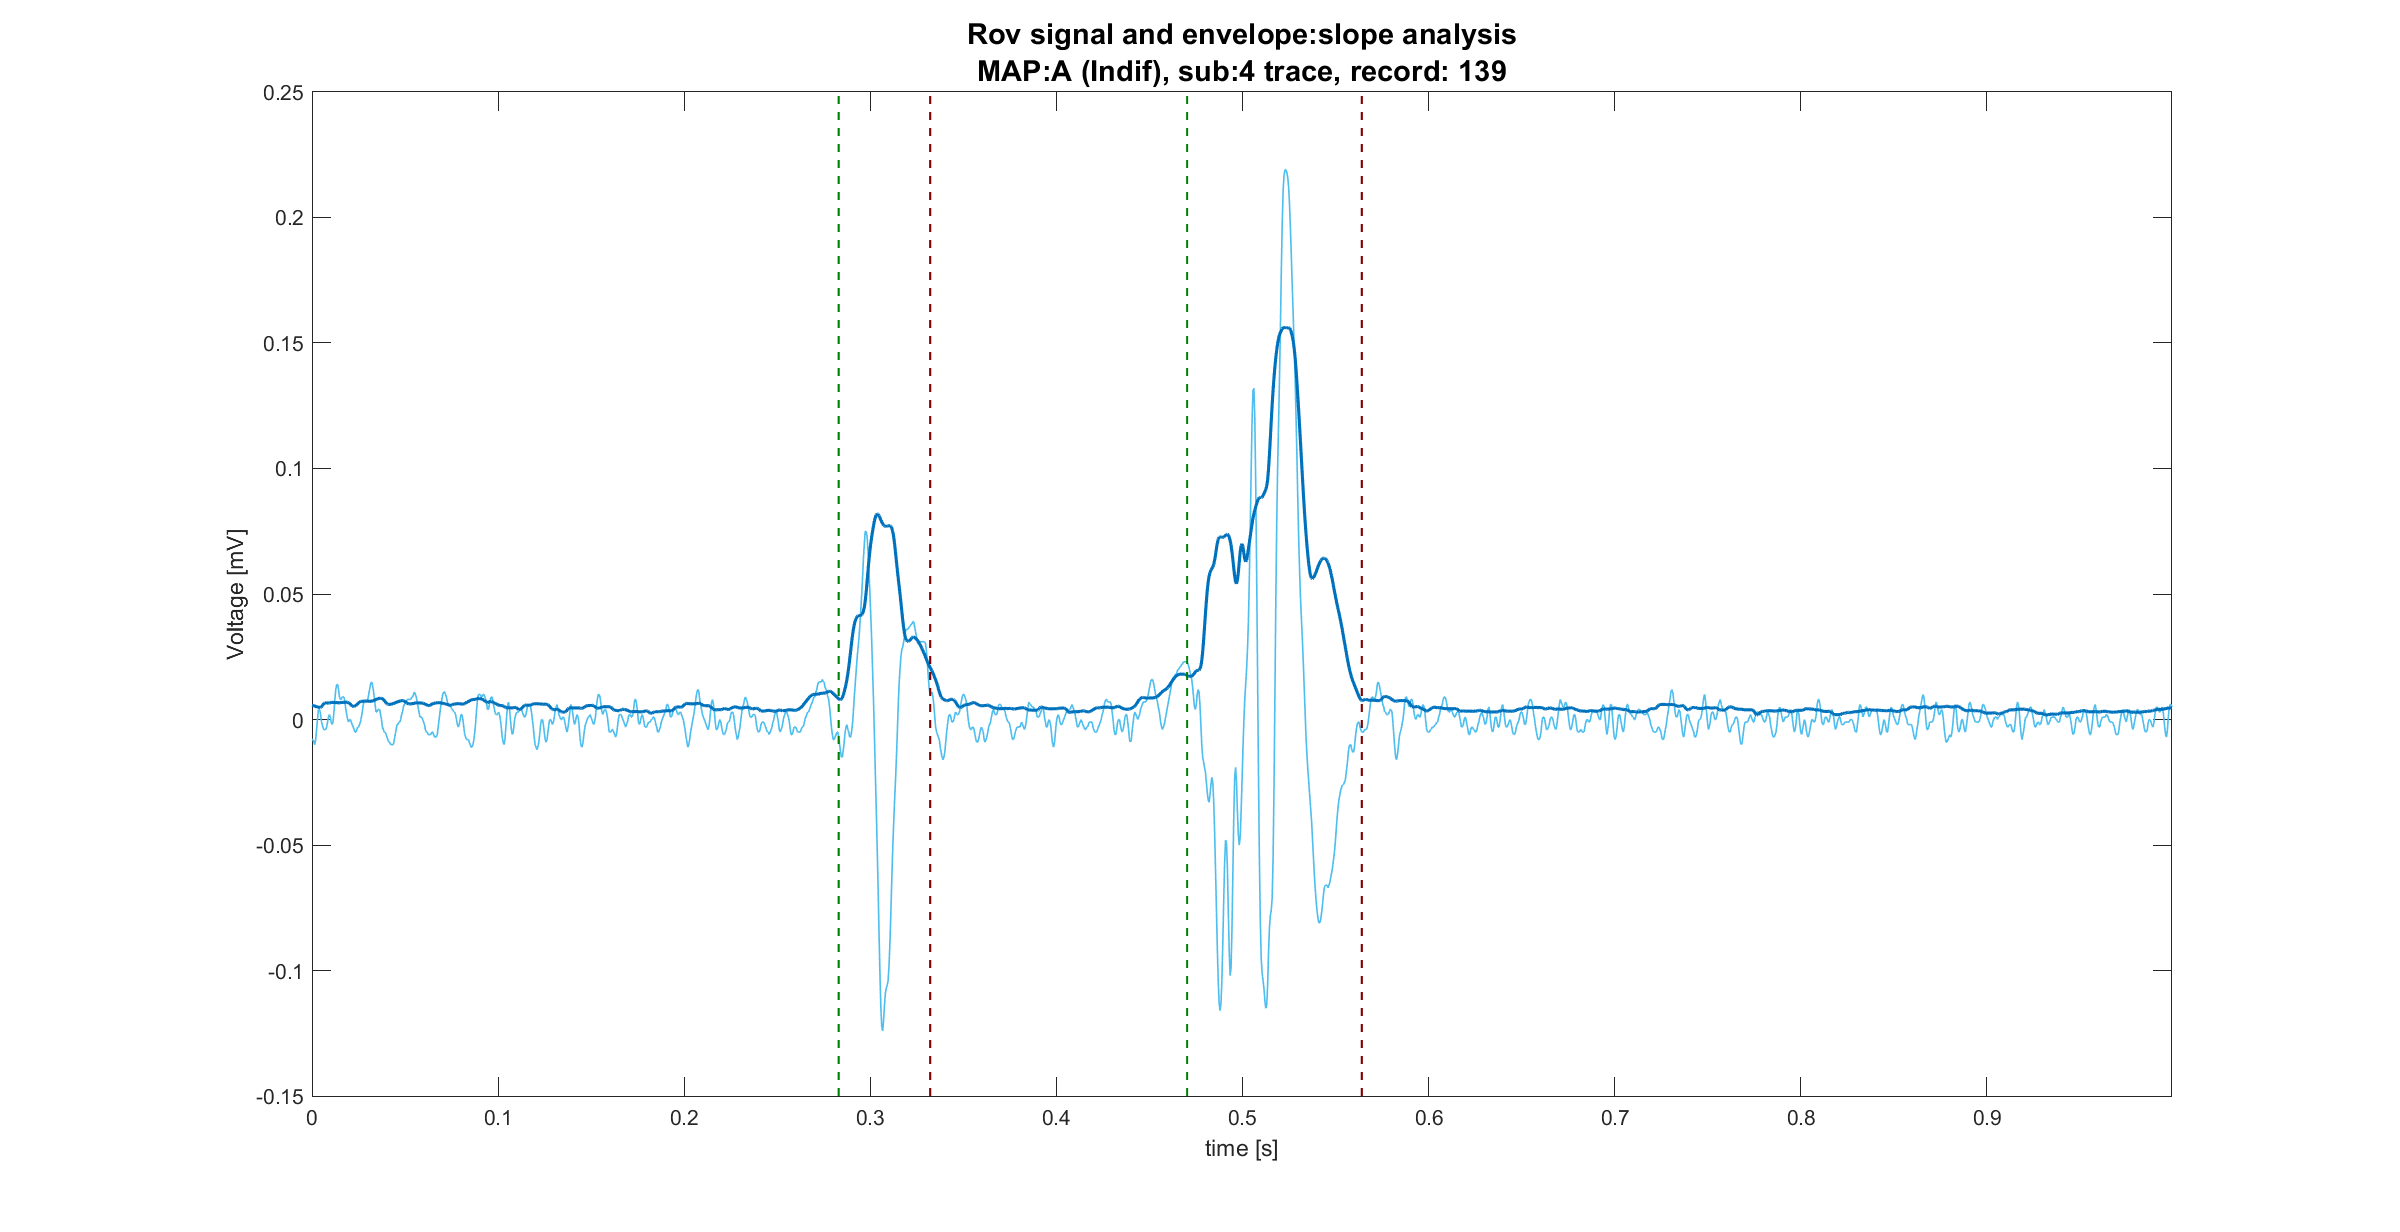 Rov signal and envelope:slope analysis
MAP:A (Indif), sub:4 trace, record: 139
0.25
0.2
0.15
0.1
0.05
0
-0.05
-0.1
-0.15
Voltage [mV]
0 0.1 0.2 0.3 0.4 0.5 0.6 0.7 0.8 0.9
time [s]